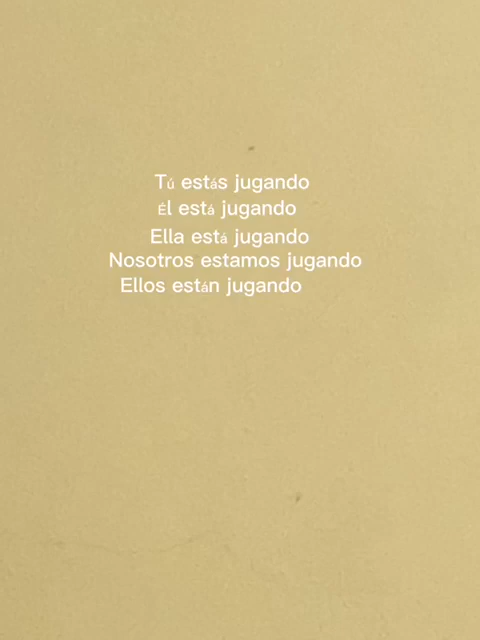 Tú estás jugando
Él está jugando
Ella está jugando
Nosotros estamos jugando
Ellos están jugando